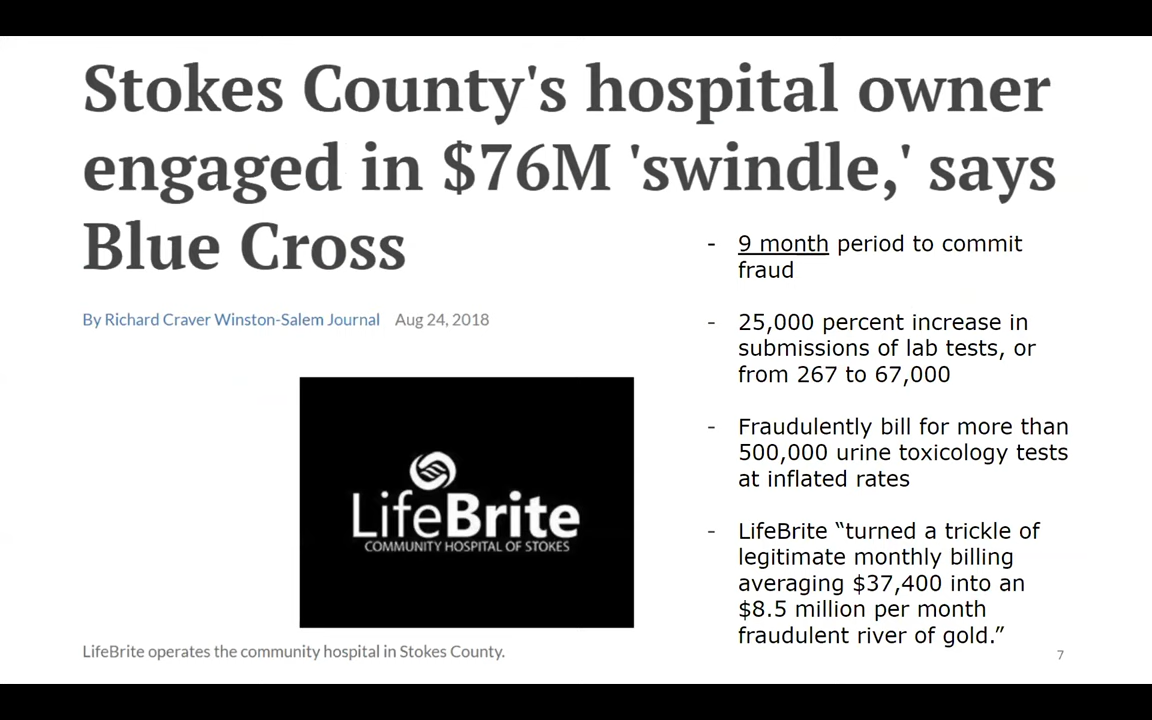 Stokes County's hospital owner
engaged in $76M 'swindle,' says
Blue Cross
By Richard Craver Winston-Salem Journal Aug 24, 2018
LifeBrite
COMMUNITY HOSPITAL OF STOKES
LifeBrite operates the community hospital in Stokes County.
- 9 month period to commit
fraud
- 25,000 percent increase in
submissions of lab tests, or
from 267 to 67,000
- Fraudulently bill for more than
500,000 urine toxicology tests
at inflated rates
- LifeBrite “turned a trickle of
legitimate monthly billing
averaging $37,400 into an
$8.5 million per month
fraudulent river of gold.”
7